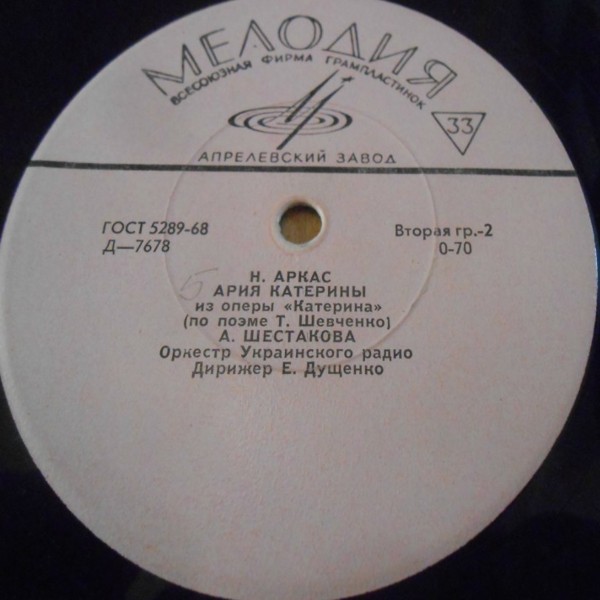 МЕЛОДИЯ
ВСЕСОЮЗНАЯ ФИРМА ГРАМПЛАСТИНОК
33
АПРЕЛЕВСКИЙ ЗАВОД
ГОСТ 5289-68
Вторая гр.-2
Д—7678
0-70
5
Н. АРКАС
АРИЯ КАТЕРИНЫ
из оперы «Катерина»
(по поэме Т. Шевченко)
А. ШЕСТАКОВА
Оркестр Украинского радио
Дирижер Е. Дущенко